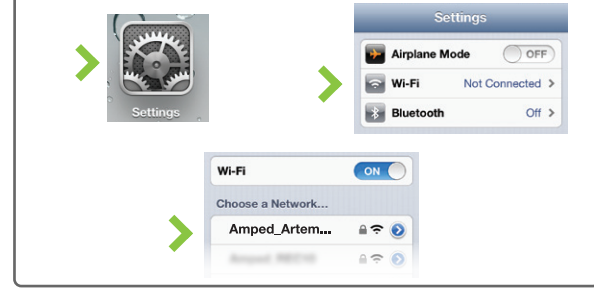 Settings
Settings
Airplane Mode OFF
Wi-Fi Not Connected
Bluetooth Off
Wi-Fi ON
Choose a Network...
Amped_Artem...